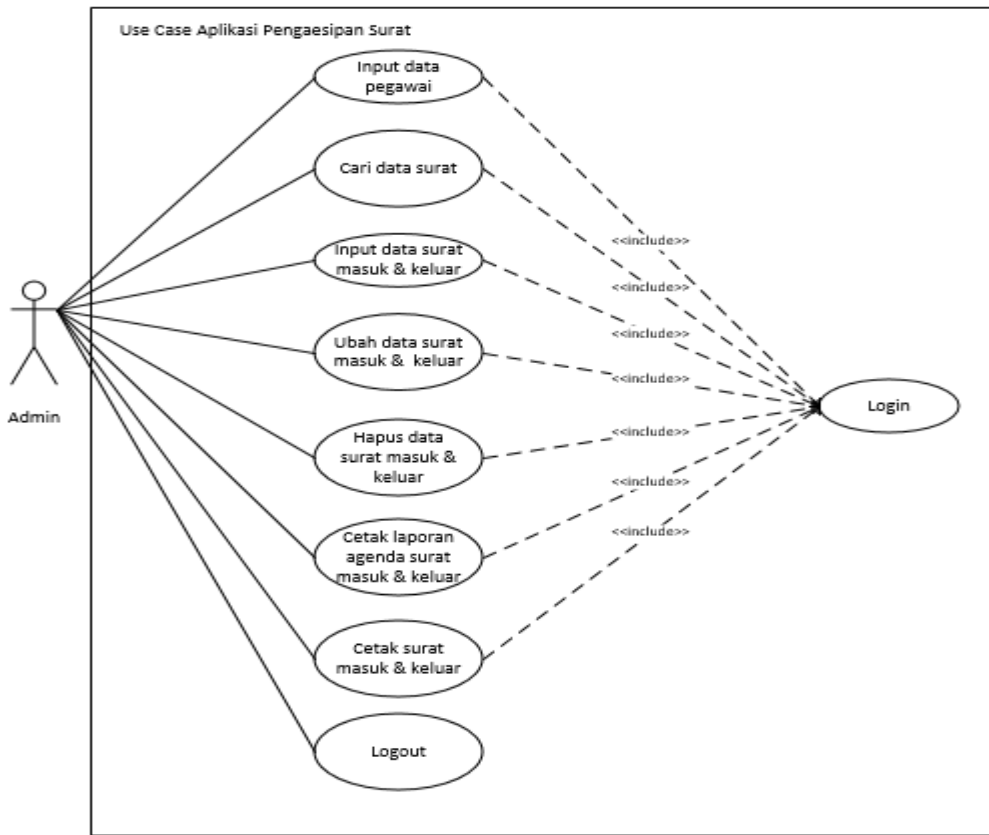 Use Case Aplikasi Pengaesipan Surat
Input data
pegawai
Cari data surat
Input data surat
masuk & keluar
Ubah data surat
masuk & keluar
Hapus data
surat masuk &
keluar
Cetak laporan
agenda surat
masuk & keluar
Cetak surat
masuk & keluar
Logout
Admin
<<include>>
<<include>>
<<include>>
<<include>>
<<include>>
<<include>>
<<include>>
Login